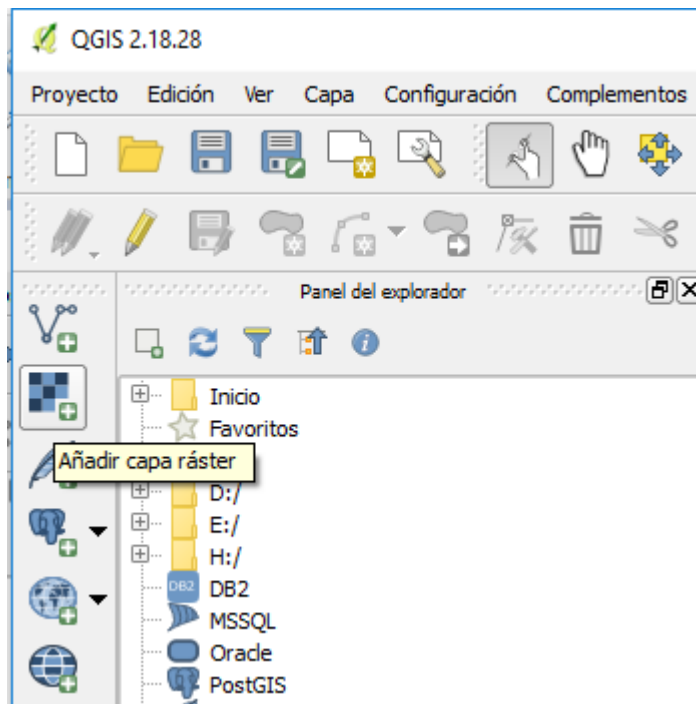 QGIS 2.18.28
Proyecto Edición Ver Capa Configuración Complementos
Panel del explorador
Inicio
Favoritos
Añadir capa ráster
D:/
E:/
H:/
DB2 DB2
MSSQL
Oracle
PostGIS